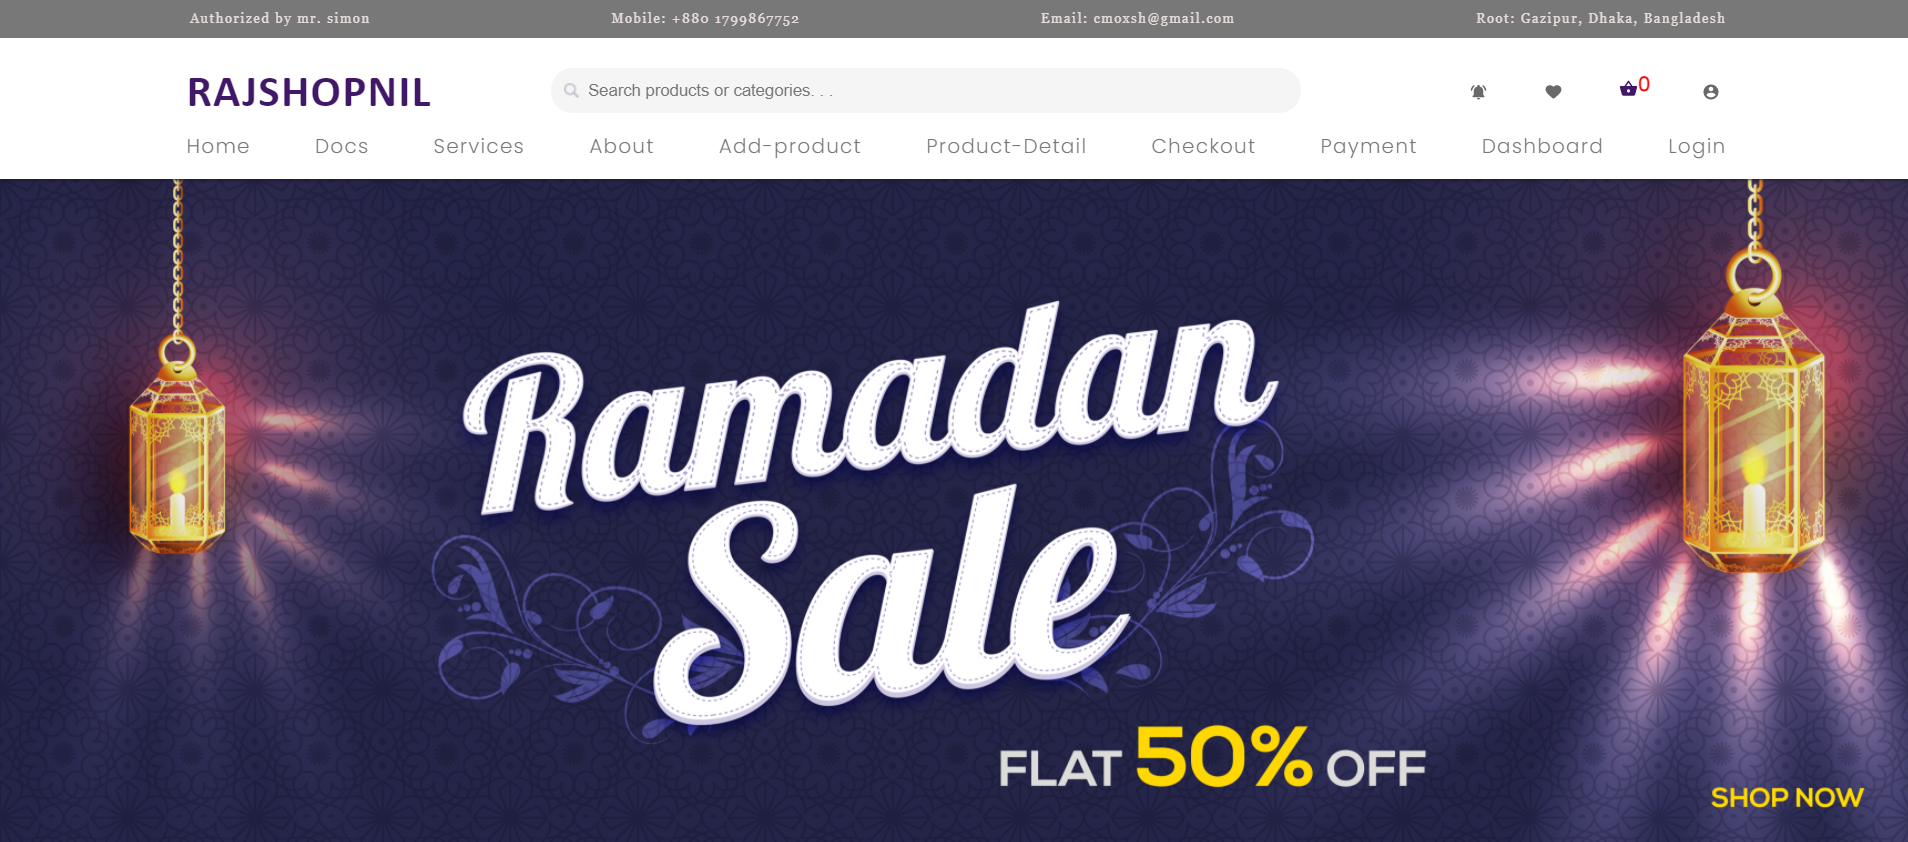 Authorized by mr. simon Mobile: +880 1799867752 Email: cmoxsh@gmail.com Root: Gazipur, Dhaka, Bangladesh
RAJSHOPNIL Search products or categories. . . 0
Home Docs Services About Add-product Product-Detail Checkout Payment Dashboard Login
Ramadan
Sale
FLAT 50% OFF
SHOP NOW